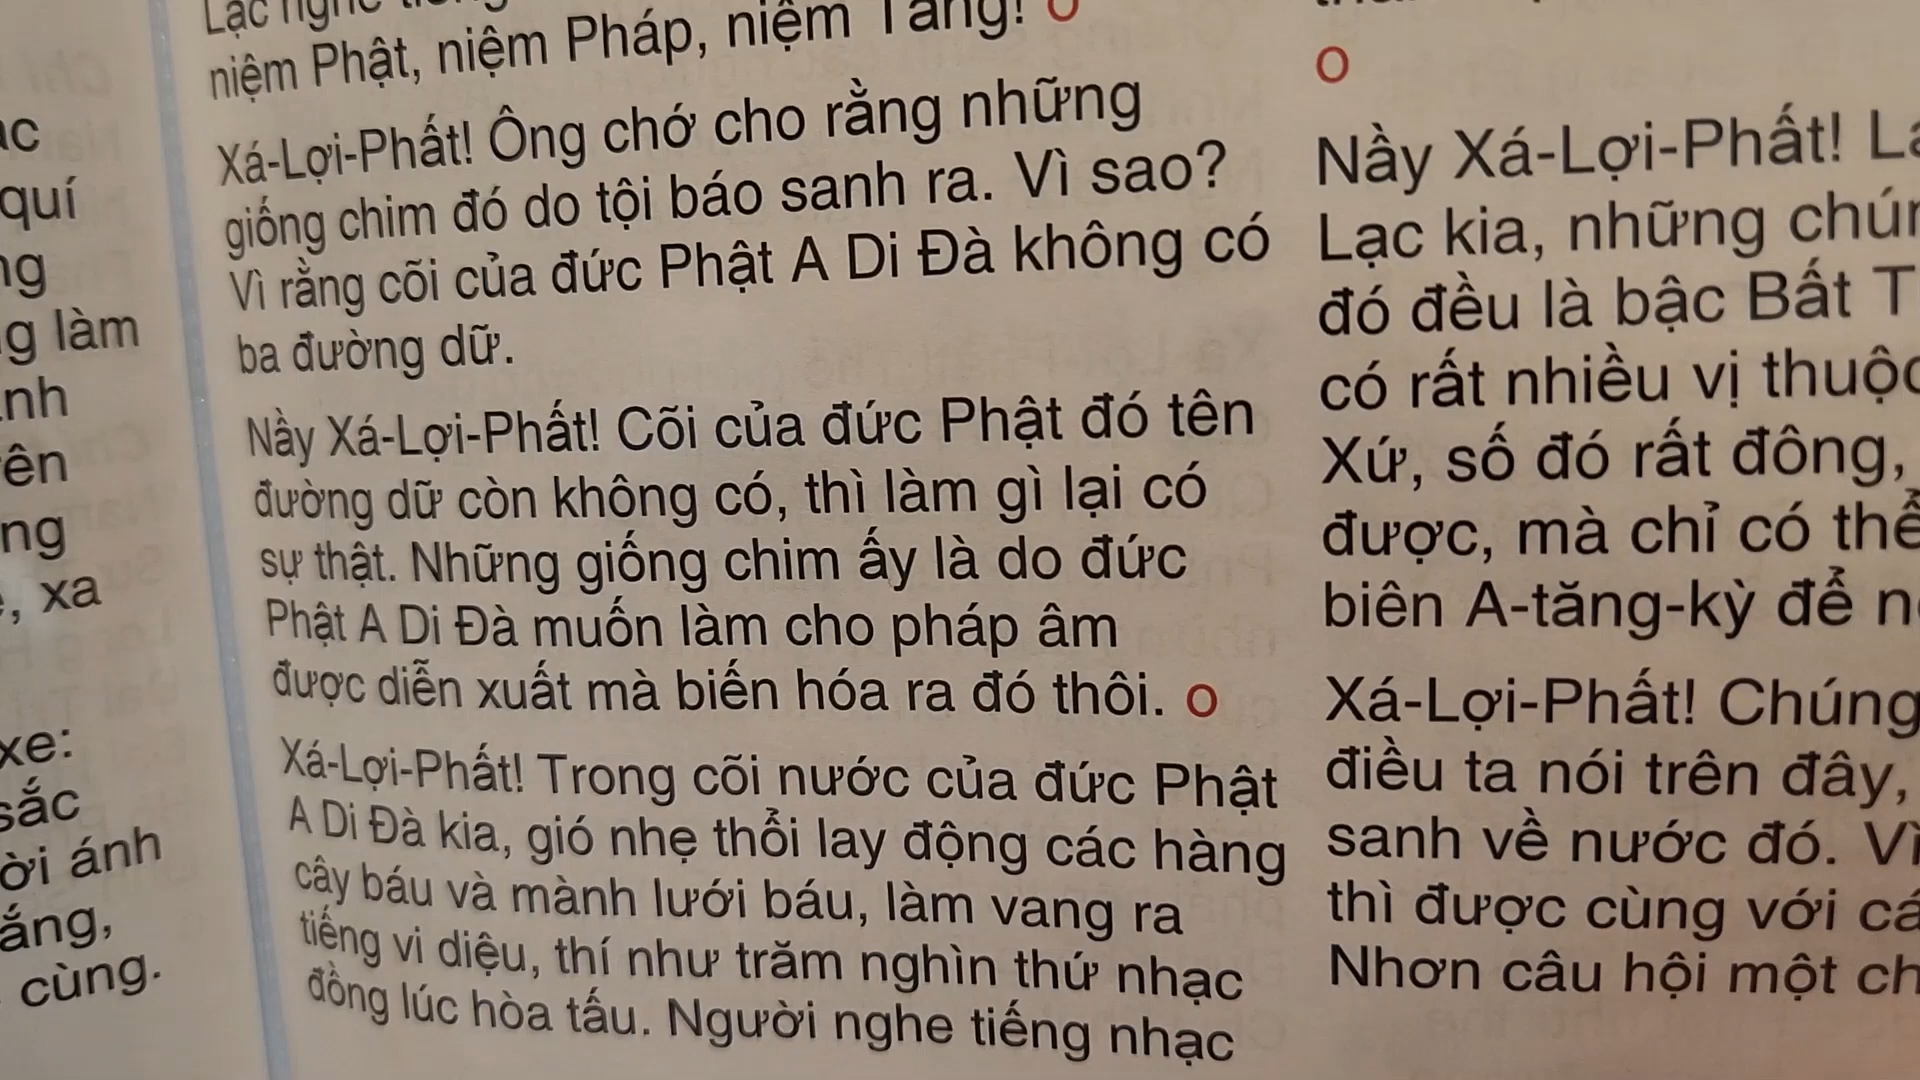 ac
quí
ng
g làm
nh
ên
ng
, xa
xe:
sắc
ời ánh
ắng,
cùng.
Lạc nghe
niệm Phật, niệm Pháp, niệm Tăng! o
Xá-Lợi-Phất! Ông chớ cho rằng những
giống chim đó do tội báo sanh ra. Vì sao?
Vì rằng cõi của đức Phật A Di Đà không có
ba đường dữ.
Nầy Xá-Lợi-Phất! Cõi của đức Phật đó tên
đường dữ còn không có, thì làm gì lại có
sự thật. Những giống chim ấy là do đức
Phật A Di Đà muốn làm cho pháp âm
được diễn xuất mà biến hóa ra đó thôi. o
Xá-Lợi-Phất! Trong cõi nước của đức Phật
A Di Đà kia, gió nhẹ thổi lay động các hàng
cây báu và mành lưới báu, làm vang ra
tiếng vi diệu, thí như trăm nghìn thứ nhạc
đồng lúc hòa tấu. Người nghe tiếng nhạc
o
Nầy Xá-Lợi-Phất! Lạ
Lạc kia, những chún
đó đều là bậc Bất T
có rất nhiều vị thuộc
Xứ, số đó rất đông,
được, mà chỉ có thể
biên A-tăng-kỳ để n
Xá-Lợi-Phất! Chúng
điều ta nói trên đây,
sanh về nước đó. Vì
thì được cùng với cá
Nhơn câu hội một ch